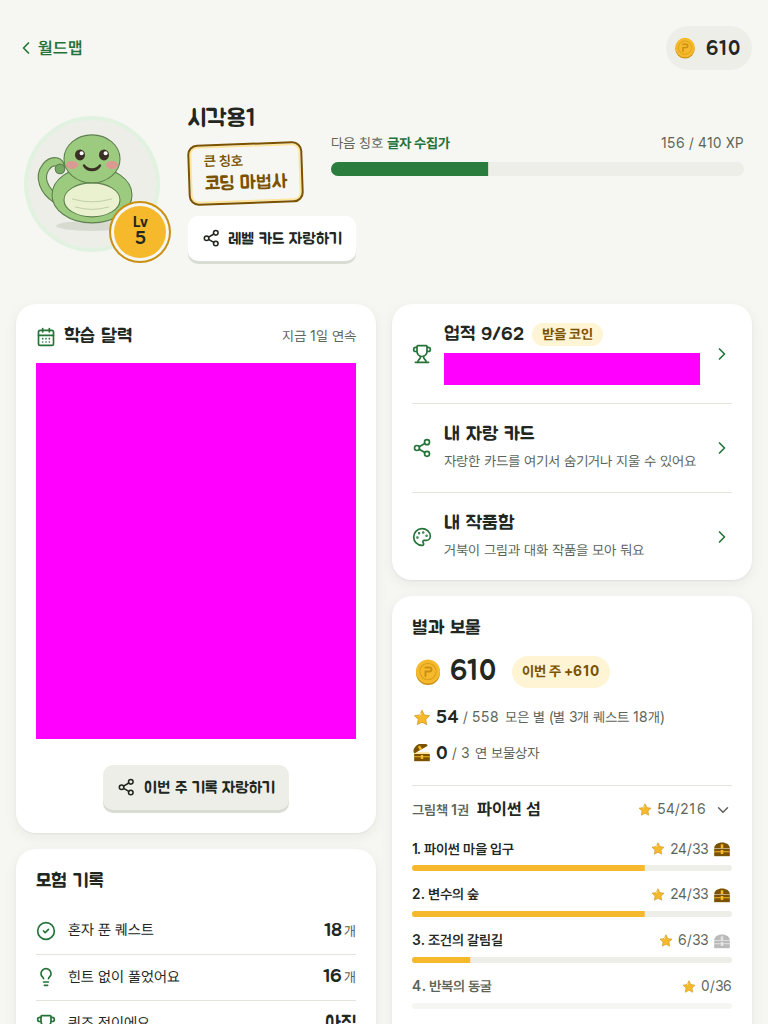 월드맵
610
시각용1
큰 칭호
코딩 마법사
다음 칭호 글자 수집가
156 / 410 XP
Lv
5
레벨 카드 자랑하기
학습 달력
지금 1일 연속
이번 주 기록 자랑하기
모험 기록
혼자 푼 퀘스트
18개
힌트 없이 풀었어요
16개
업적 9/62
받을 코인
내 자랑 카드
자랑한 카드를 여기서 숨기거나 지울 수 있어요
내 작품함
거북이 그림과 대화 작품을 모아 둬요
별과 보물
610
이번 주 +610
54 / 558 모은 별 (별 3개 퀘스트 18개)
0 / 3 연 보물상자
그림책 1권 파이썬 섬
54/216
1. 파이썬 마을 입구
24/33
2. 변수의 숲
24/33
3. 조건의 갈림길
6/33
4. 반복의 동굴
0/36